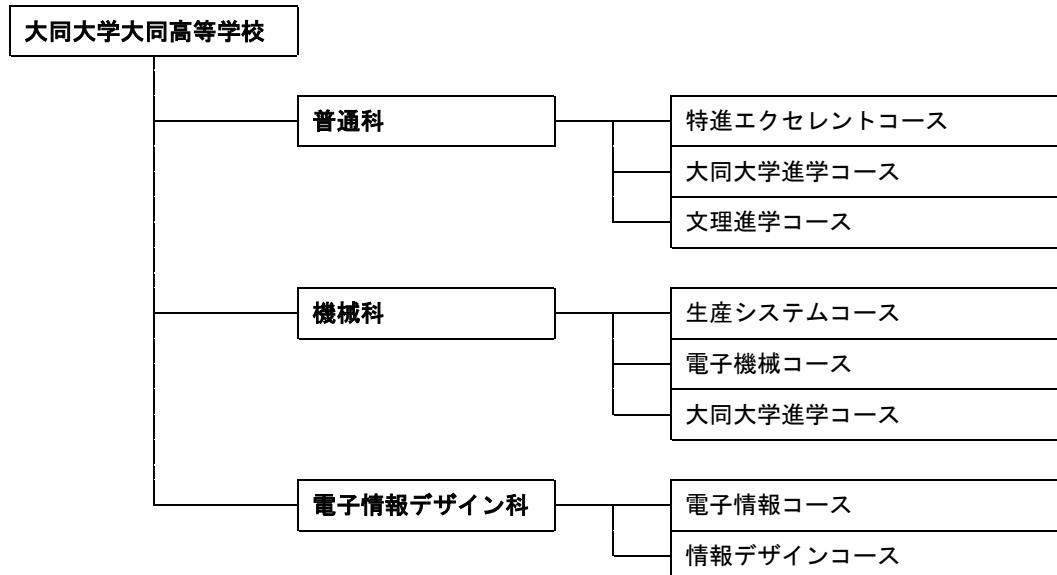 大同大学大同高等学校
普通科
特進エクセレントコース
大同大学進学コース
文理進学コース
機械科
生産システムコース
電子機械コース
大同大学進学コース
電子情報デザイン科
電子情報コース
情報デザインコース